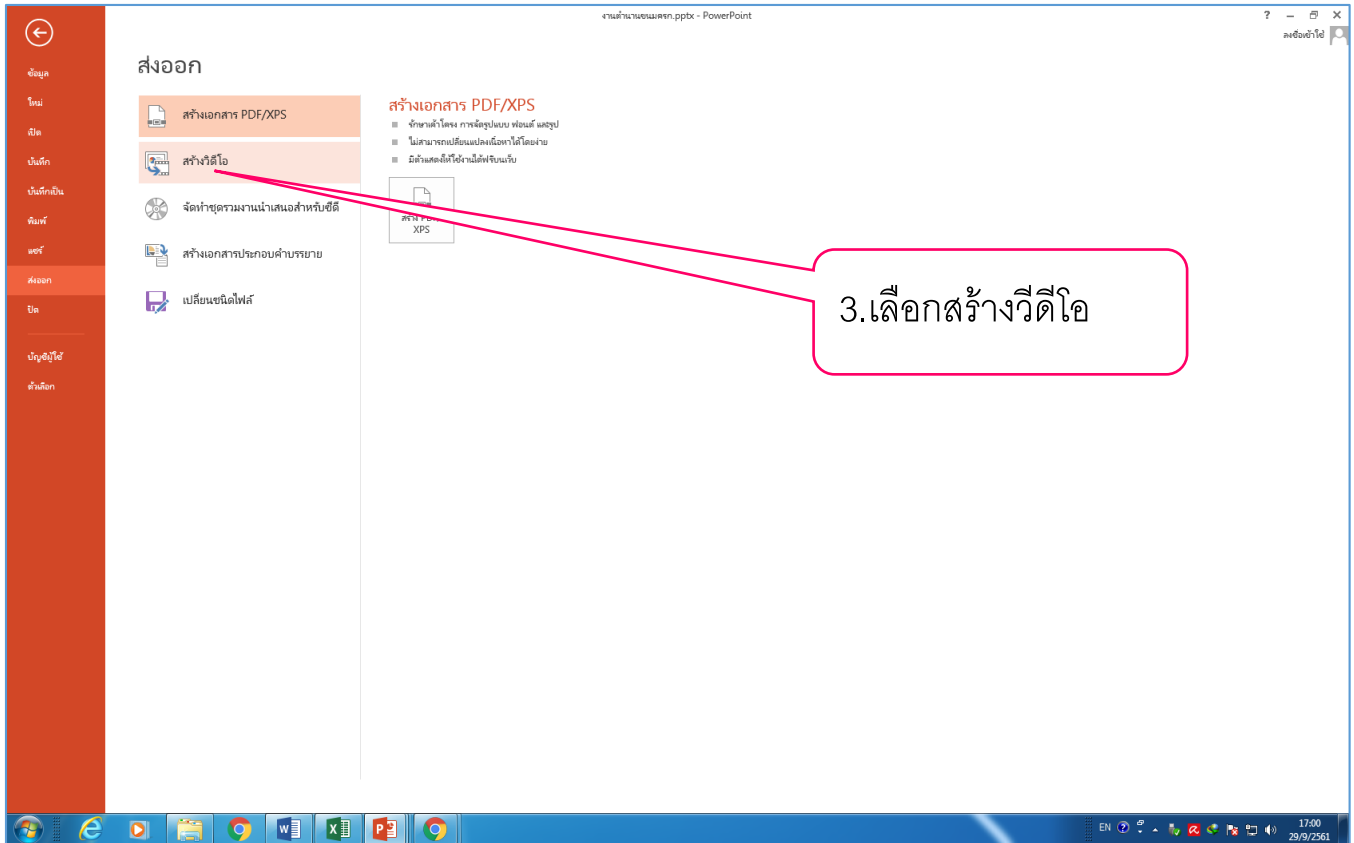 งานตำนานขนมครก.pptx - PowerPoint
?
ลงชื่อเข้าใช้
ข้อมูล
ใหม่
เปิด
บันทึก
บันทึกเป็น
พิมพ์
แชร์
ส่งออก
ปิด
บัญชีผู้ใช้
ตัวเลือก
ส่งออก
สร้างเอกสาร PDF/XPS
สร้างวิดีโอ
จัดทำชุดรวมงานนำเสนอสำหรับซีดี
สร้างเอกสารประกอบคำบรรยาย
เปลี่ยนชนิดไฟล์
สร้างเอกสาร PDF/XPS
รักษาเค้าโครง การจัดรูปแบบ ฟอนต์ และรูป
ไม่สามารถเปลี่ยนแปลงเนื้อหาได้โดยง่าย
มีตัวแสดงให้ใช้งานได้ฟรีบนเว็บ
สร้าง
XPS
3.เลือกสร้างวีดีโอ
EN
17:00
29/9/2561